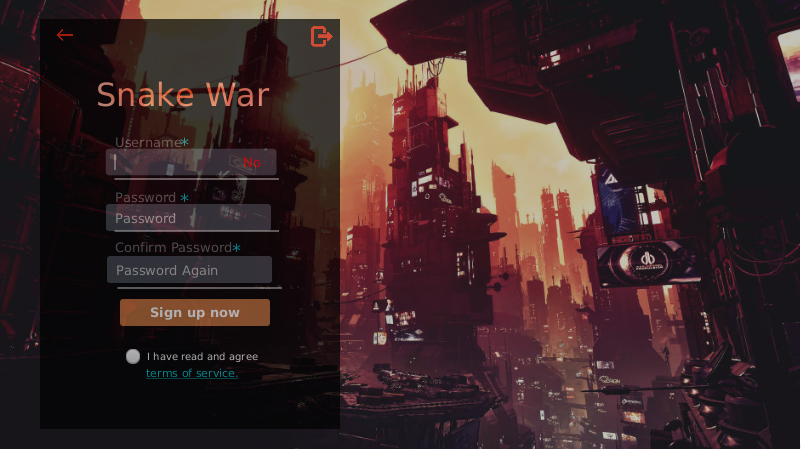 Snake War
Username*
No
Password *
Password
Confirm Password*
Password Again
Sign up now
I have read and agree
terms of service.